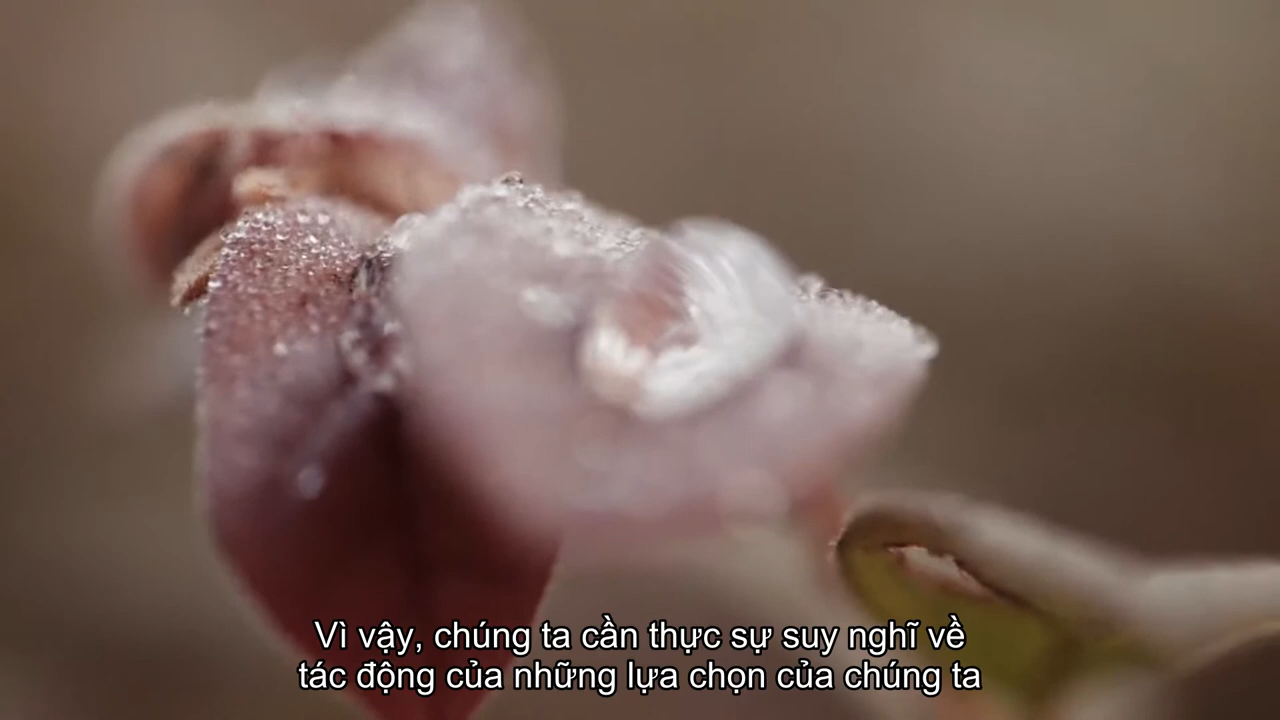 Vì vậy, chúng ta cần thực sự suy nghĩ về
tác động của những lựa chọn của chúng ta